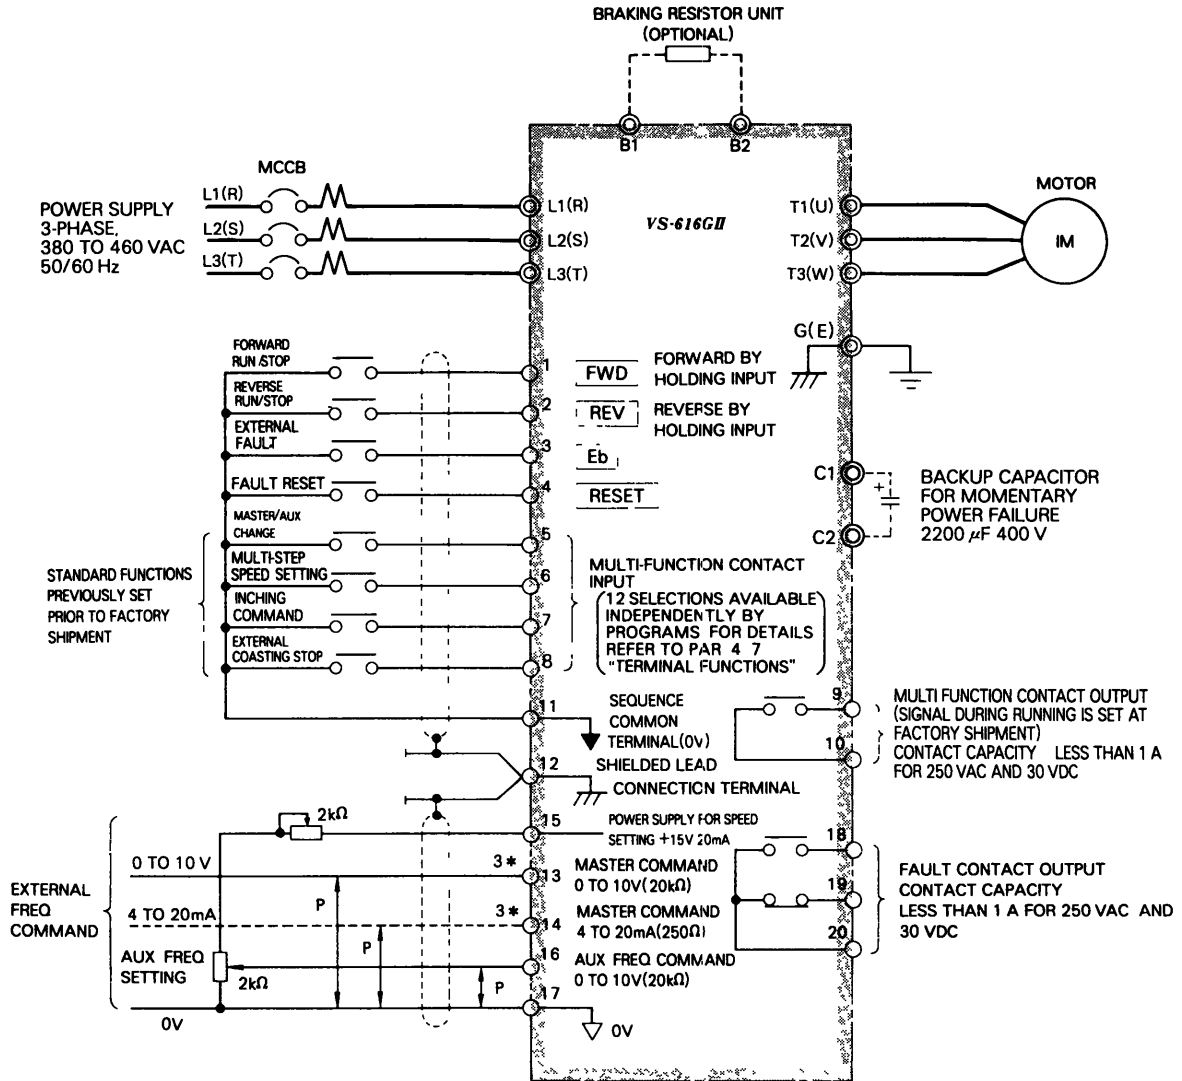 BRAKING RESISTOR UNIT
(OPTIONAL)
B1
B2
MCCB
POWER SUPPLY
3-PHASE,
380 TO 460 VAC
50/60 Hz
L1(R)
L2(S)
L3(T)
L1(R)
L2(S)
L3(T)
VS-616GII
T1(U)
T2(V)
T3(W)
MOTOR
IM
G(E)
FORWARD
RUN/STOP
1
FWD
FORWARD BY
HOLDING INPUT
REVERSE
RUN/STOP
2
REV
REVERSE BY
HOLDING INPUT
EXTERNAL
FAULT
3
Eb
FAULT RESET
4
RESET
C1
C2
+
BACKUP CAPACITOR
FOR MOMENTARY
POWER FAILURE
2200 μF 400 V
STANDARD FUNCTIONS
PREVIOUSLY SET
PRIOR TO FACTORY
SHIPMENT
MASTER/AUX
CHANGE
5
MULTI-STEP
SPEED SETTING
6
INCHING
COMMAND
7
EXTERNAL
COASTING STOP
8
MULTI-FUNCTION CONTACT
INPUT
(12 SELECTIONS AVAILABLE
INDEPENDENTLY BY
PROGRAMS FOR DETAILS
REFER TO PAR 4 7
"TERMINAL FUNCTIONS")
11
SEQUENCE
COMMON
TERMINAL(0V)
12
SHIELDED LEAD
CONNECTION TERMINAL
9
10
MULTI FUNCTION CONTACT OUTPUT
(SIGNAL DURING RUNNING IS SET AT
FACTORY SHIPMENT)
CONTACT CAPACITY LESS THAN 1 A
FOR 250 VAC AND 30 VDC
EXTERNAL
FREQ
COMMAND
2kΩ
15
POWER SUPPLY FOR SPEED
SETTING +15V 20mA
0 TO 10 V
3*
13
MASTER COMMAND
0 TO 10V(20kΩ)
P
4 TO 20mA
3*
14
MASTER COMMAND
4 TO 20mA(250Ω)
P
AUX FREQ
SETTING
2kΩ
16
AUX FREQ COMMAND
0 TO 10V(20kΩ)
P
17
0V
0V
18
19
20
FAULT CONTACT OUTPUT
CONTACT CAPACITY
LESS THAN 1 A FOR 250 VAC AND
30 VDC